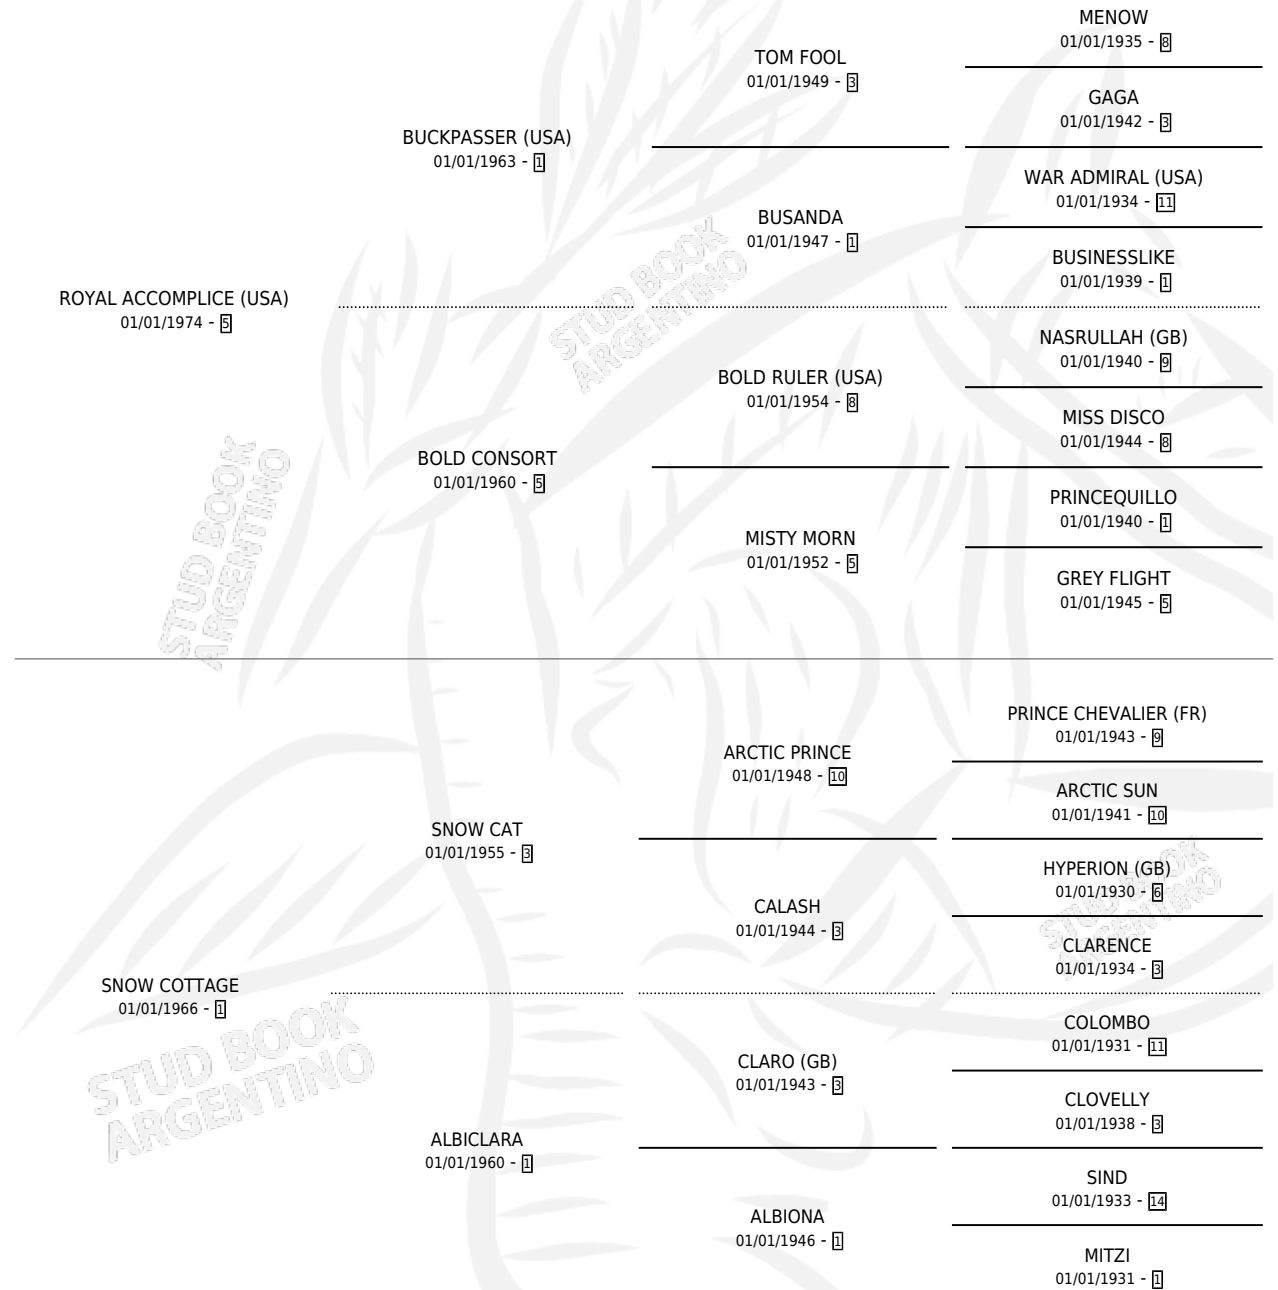 MENOW
01/01/1935 - 8
TOM FOOL
01/01/1949 - 3
GAGA
01/01/1942 - 3
BUCKPASSER (USA)
01/01/1963 - 1
WAR ADMIRAL (USA)
01/01/1934 - 11
BUSANDA
01/01/1947 - 1
BUSINESSLIKE
01/01/1939 - 1
ROYAL ACCOMPLICE (USA)
01/01/1974 - 5
STUD BOOK
ARGENTINO
NASRULLAH (GB)
01/01/1940 - 9
BOLD RULER (USA)
01/01/1954 - 8
MISS DISCO
01/01/1944 - 8
BOLD CONSORT
01/01/1960 - 5
PRINCEQUILLO
01/01/1940 - 1
MISTY MORN
01/01/1952 - 5
GREY FLIGHT
01/01/1945 - 5
STUD BOOK
ARGENTINO
PRINCE CHEVALIER (FR)
01/01/1943 - 9
ARCTIC PRINCE
01/01/1948 - 10
ARCTIC SUN
01/01/1941 - 10
SNOW CAT
01/01/1955 - 3
HYPERION (GB)
01/01/1930 - 6
CALASH
01/01/1944 - 3
STUD BOOK
ARGENTINO
CLARENCE
01/01/1934 - 3
SNOW COTTAGE
01/01/1966 - 1
COLOMBO
01/01/1931 - 11
CLARO (GB)
01/01/1943 - 3
STUD BOOK
ARGENTINO
CLOVELLY
01/01/1938 - 3
ALBICLARA
01/01/1960 - 1
SIND
01/01/1933 - 14
ALBIONA
01/01/1946 - 1
MITZI
01/01/1931 - 1